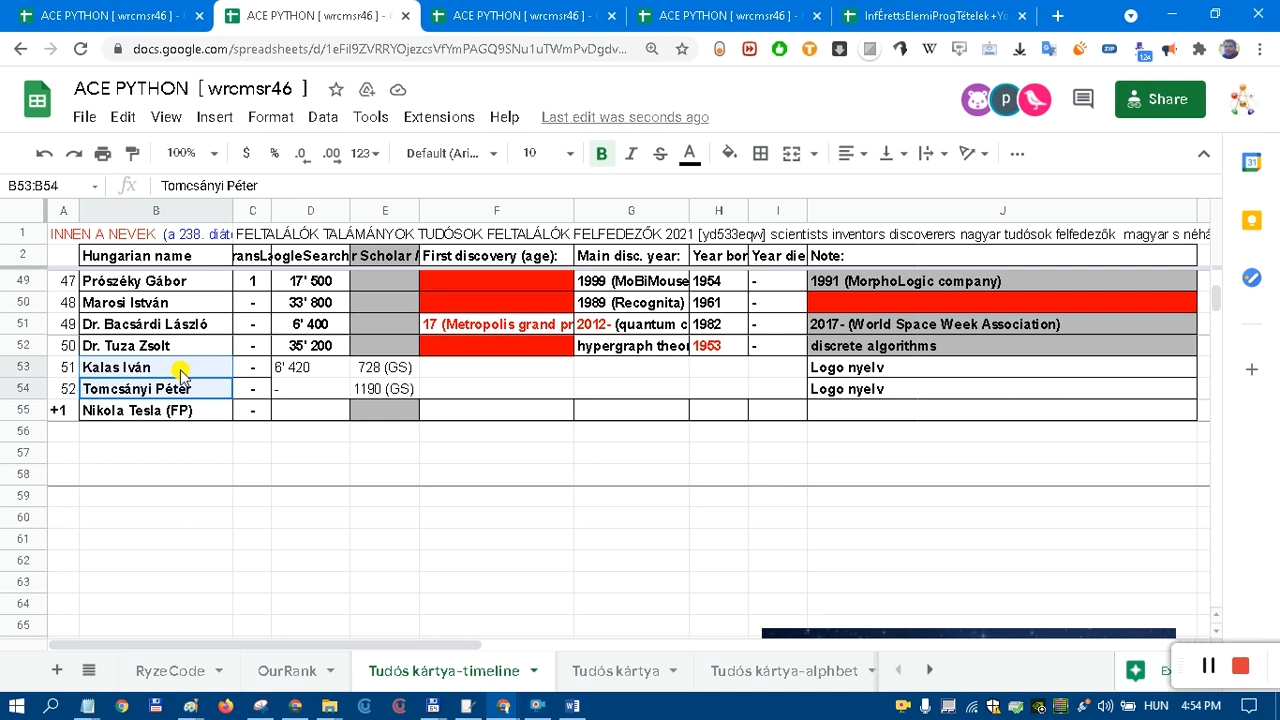 ACE PYTHON [ wrcmsr46 ] - G
ACE PYTHON [ wrcmsr46 ] - G
ACE PYTHON [ wrcmsr46 ] - G
ACE PYTHON [ wrcmsr46 ] - G
InfÉrettsElemiProgTételek+Yo
docs.google.com/spreadsheets/d/1eFiI9ZVRRYOjezcsVfYmPAGQ9SNu1uTWmPvDgdv...
ACE PYTHON [ wrcmsr46 ]
Share
File Edit View Insert Format Data Tools Extensions Help Last edit was seconds ago
100% $ % .0 .00 123 Default (Ari... 10 B I S A
B53:B54 fx Tomcsányi Péter
A B C D E F G H I J
1 INNEN A NEVEK (a 238. diáto FELTALÁLÓK TALÁMÁNYOK TUDÓSOK FELTALÁLÓK FELFEDEZŐK 2021 [yd533eqw] scientists inventors discoverers nagyar tudósok felfedezők magyar s néhá
2 Hungarian name ransLa ogleSearch r Scholar / First discovery (age): Main disc. year: Year bor Year die Note:
49 47 Prószéky Gábor 1 17' 500 1999 (MoBiMouse 1954 - 1991 (MorphoLogic company)
50 48 Marosi István - 33' 800 1989 (Recognita) 1961 -
51 49 Dr. Bacsárdi László - 6' 400 17 (Metropolis grand pr 2012- (quantum c 1982 - 2017- (World Space Week Association)
52 50 Dr. Tuza Zsolt - 35' 200 hypergraph theor 1953 discrete algorithms
53 51 Kalas Iván - 6' 420 728 (GS) Logo nyelv
54 52 Tomcsányi Péter - - 1190 (GS) Logo nyelv
55 +1 Nikola Tesla (FP) -
56
57
58
59
60
61
62
63
64
65
RyzeCode OurRank Tudós kártya-timeline Tudós kártya Tudós kártya-alphbet
HUN 4:54 PM